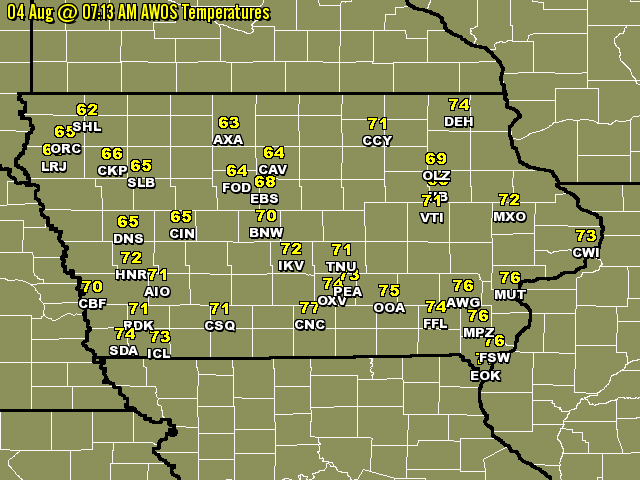 04 Aug @ 07:13 AM AWOS Temperatures
62
SHL
65
ORC
LRJ
66
CKP
65
SLB
63
AXA
71
CCY
74
DEH
64
CAV
64
FOD
68
EBS
69
OLZ
71
VTI
72
MXO
65
DNS
65
CIN
70
BNW
73
CWI
72
HNR
71
AIO
72
IKV
71
TNU
73
PEA
OXV
70
CBF
75
OOA
76
AWG
76
MUT
71
RDK
71
CSQ
77
CNC
74
FFL
76
MPZ
74
SDA
73
ICL
76
FSW
EOK